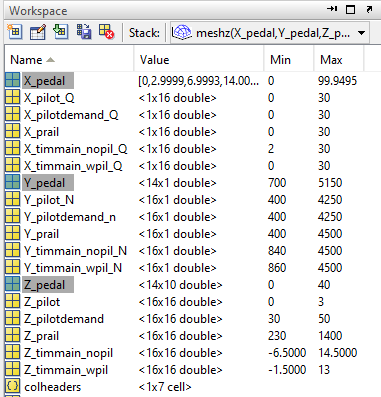 Workspace
Stack: meshz(X_pedal,Y_pedal,Z_p...
Name Value Min Max
X_pedal [0,2.9999,6.9993,14.00... 0 99.9495
X_pilot_Q <1x16 double> 0 30
X_pilotdemand_Q <1x16 double> 0 30
X_prail <1x16 double> 0 30
X_timmain_nopil_Q <1x16 double> 2 30
X_timmain_wpil_Q <1x16 double> 0 30
Y_pedal <14x1 double> 700 5150
Y_pilot_N <16x1 double> 400 4250
Y_pilotdemand_n <16x1 double> 400 4250
Y_prail <16x1 double> 400 4500
Y_timmain_nopil_N <16x1 double> 840 4500
Y_timmain_wpil_N <16x1 double> 860 4500
Z_pedal <14x10 double> 0 40
Z_pilot <16x16 double> 0 3
Z_pilotdemand <16x16 double> 30 50
Z_prail <16x16 double> 230 1400
Z_timmain_nopil <16x16 double> -6.5000 14.5000
Z_timmain_wpil <16x16 double> -1.5000 13
colheaders <1x7 cell>